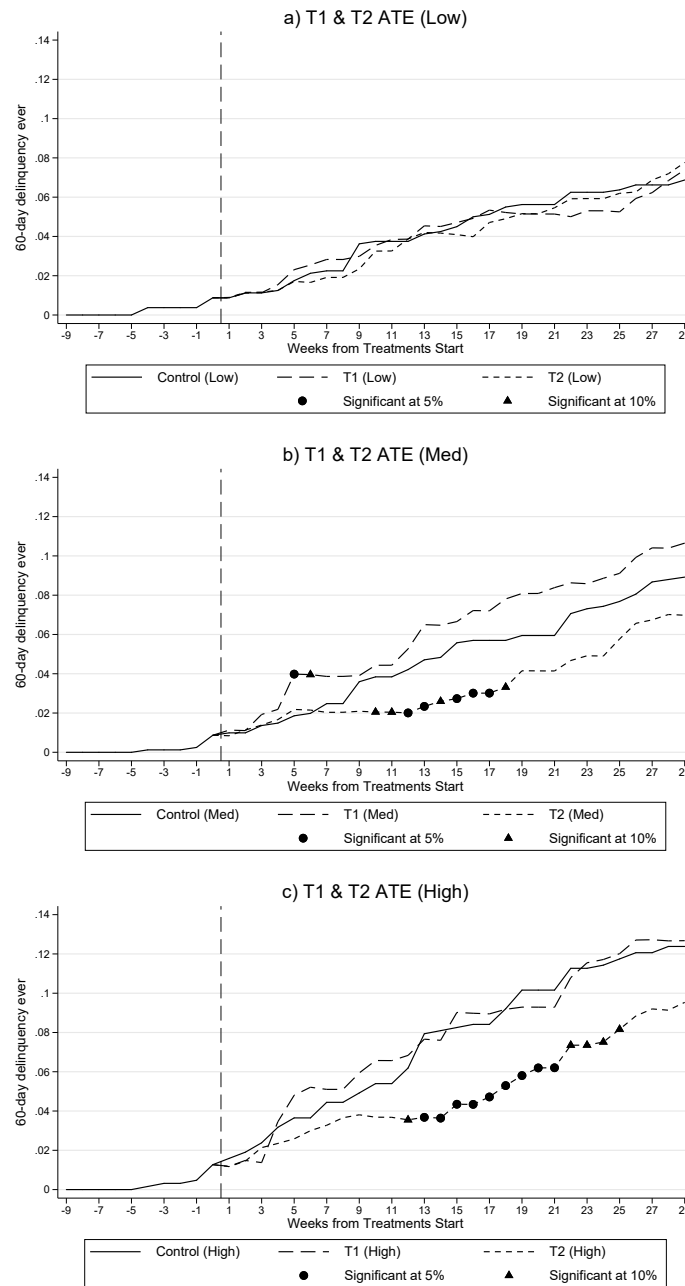 a) T1 & T2 ATE (Low)
.14
.12
.1
.08
.06
.04
.02
0
60-day delinquency ever
-9 -7 -5 -3 -1 1 3 5 7 9 11 13 15 17 19 21 23 25 27 29
Weeks from Treatments Start
Control (Low) T1 (Low) T2 (Low)
Significant at 5% Significant at 10%
b) T1 & T2 ATE (Med)
.14
.12
.1
.08
.06
.04
.02
0
60-day delinquency ever
-9 -7 -5 -3 -1 1 3 5 7 9 11 13 15 17 19 21 23 25 27 29
Weeks from Treatments Start
Control (Med) T1 (Med) T2 (Med)
Significant at 5% Significant at 10%
c) T1 & T2 ATE (High)
.14
.12
.1
.08
.06
.04
.02
0
60-day delinquency ever
-9 -7 -5 -3 -1 1 3 5 7 9 11 13 15 17 19 21 23 25 27 29
Weeks from Treatments Start
Control (High) T1 (High) T2 (High)
Significant at 5% Significant at 10%